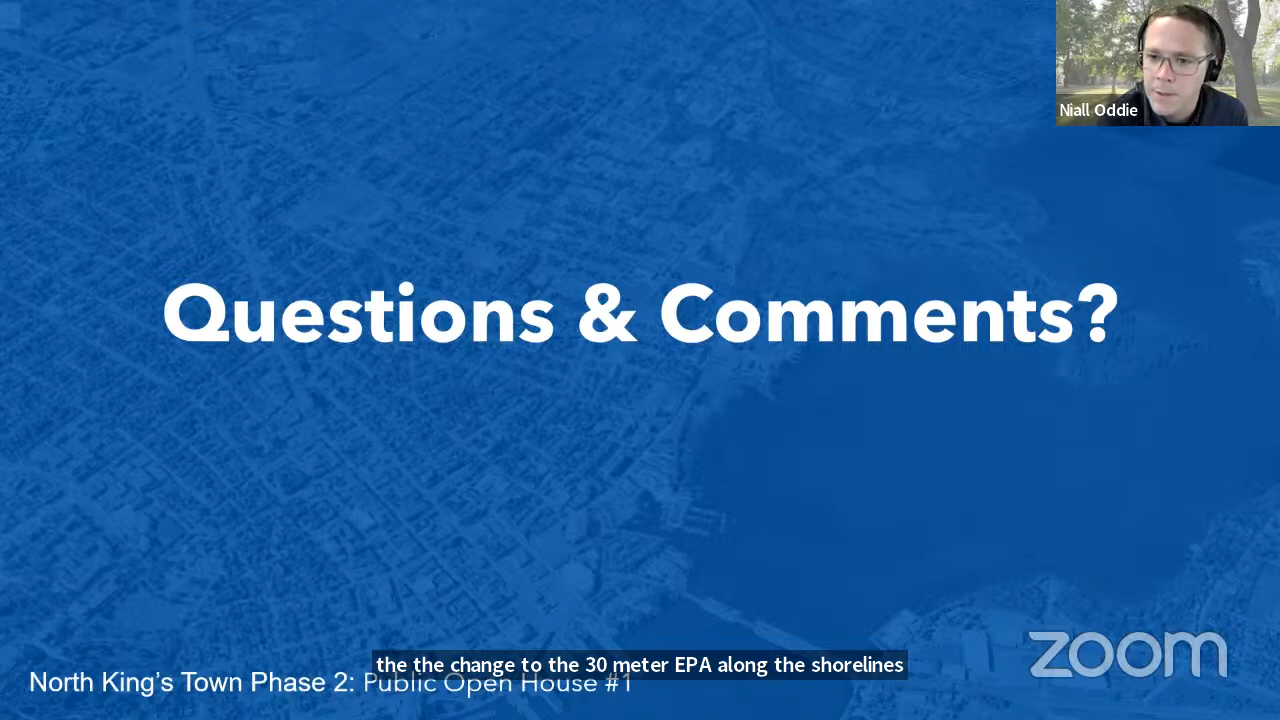 Niall Oddie
Questions & Comments?
the the change to the 30 meter EPA along the shorelines
North King's Town Phase 2: Public Open House #1
zoom